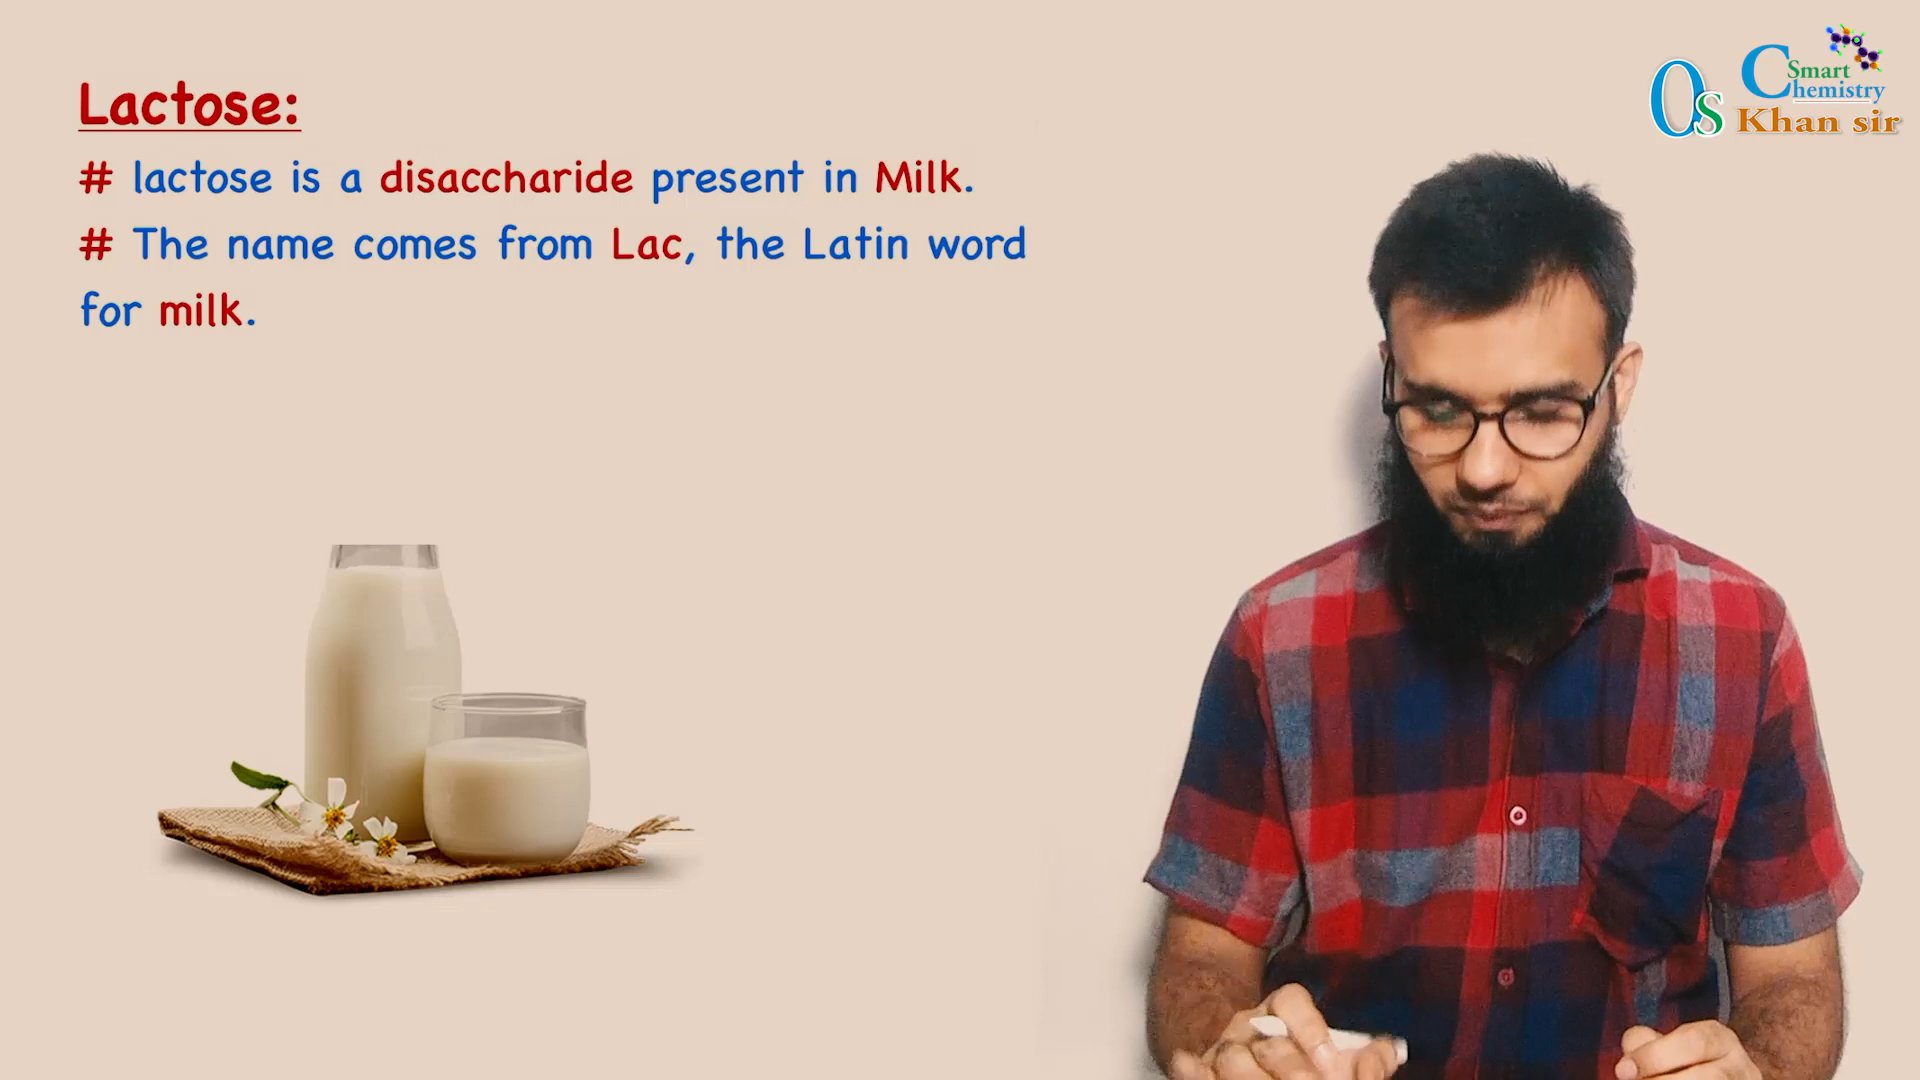 Lactose:
# lactose is a disaccharide present in Milk.
# The name comes from Lac, the Latin word
for milk.
Os
Smart
Chemistry
Khan sir